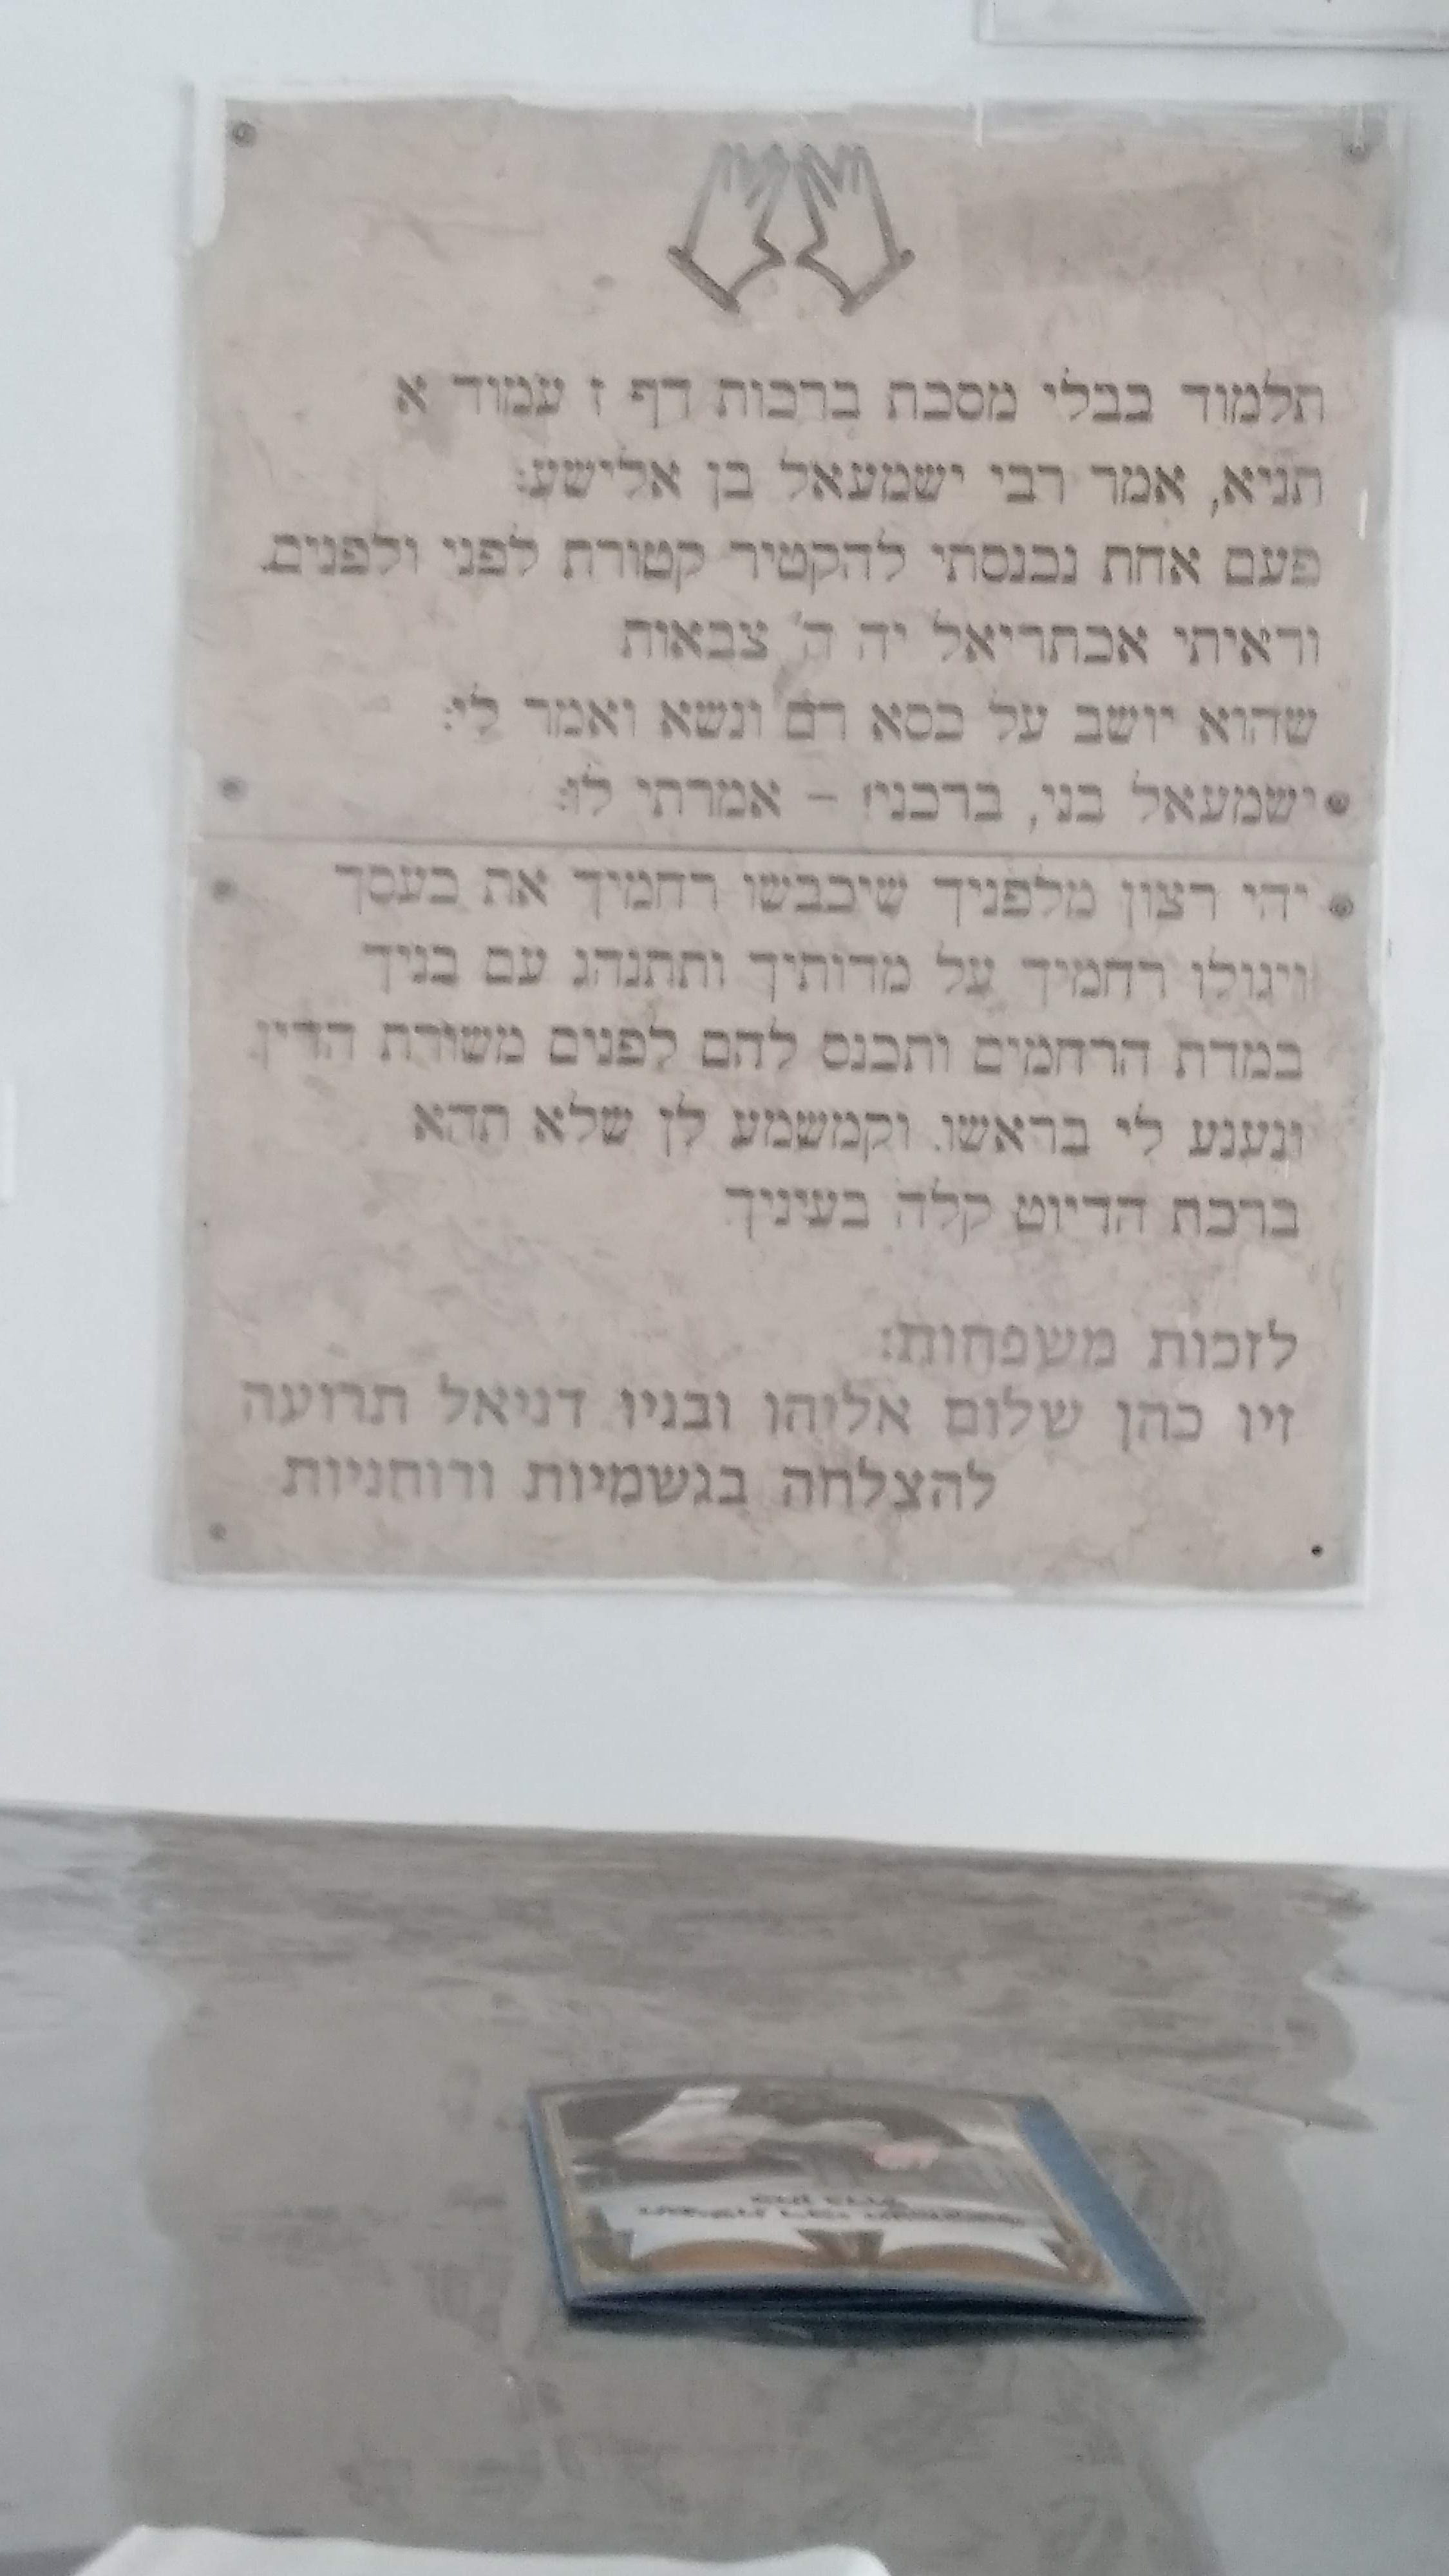 תלמוד בבלי מסכת ברכות דף ז עמוד א
תניא, אמר רבי ישמעאל בן אלישע:
פעם אחת נכנסתי להקטיר קטורת לפני ולפנים.
וראיתי אכתריאל יה ה' צבאות
שהוא יושב על כסא רם ונשא ואמר לי:
ישמעאל בני, ברכני! – אמרתי לו:
יהי רצון מלפניך שיכבשו רחמיך את כעסך
ויגולו רחמיך על מדותיך ותתנהג עם בניך
במדת הרחמים ותכנס להם לפנים משורת הדין.
ונענע לי בראשו. וקמשמע לן שלא תהא
ברכת הדיוט קלה בעיניך
לזכות משפחות:
זיו כהן שלום אליהו ובניו דניאל תרועה
להצלחה בגשמיות ורוחניות